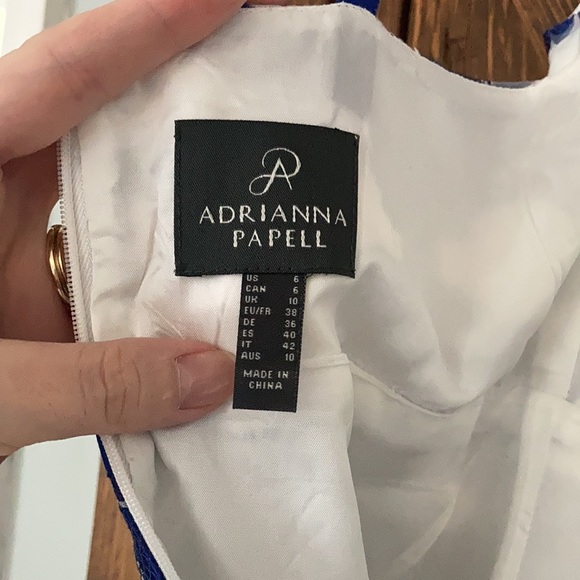 ADRIANNA
PAPELL
US 6
CAN 6
UK 10
EU/FR 38
DE 36
ES 40
IT 42
AUS 10
MADE IN
CHINA